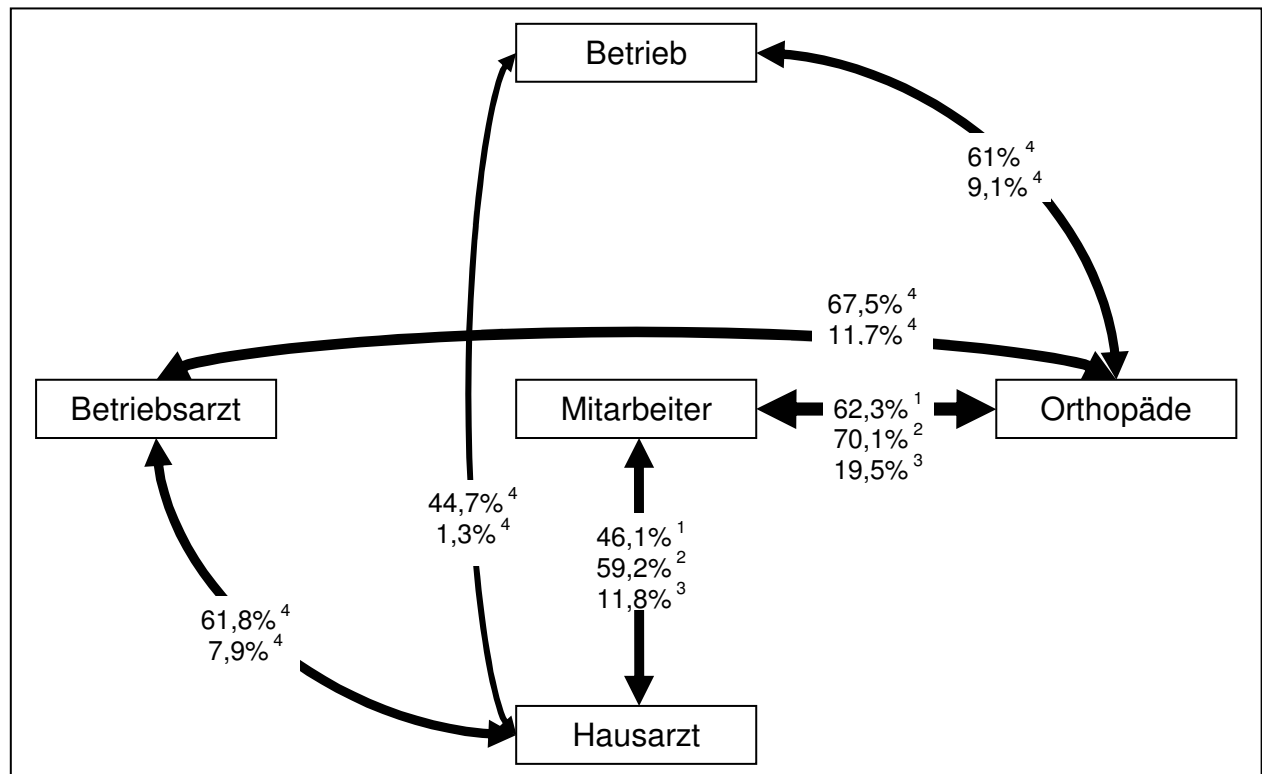 Betrieb
61% 4
9,1% 4
67,5% 4
11,7% 4
Betriebsarzt
Mitarbeiter
62,3% 1
70,1% 2
19,5% 3
Orthopäde
44,7% 4
1,3% 4
46,1% 1
59,2% 2
11,8% 3
61,8% 4
7,9% 4
Hausarzt